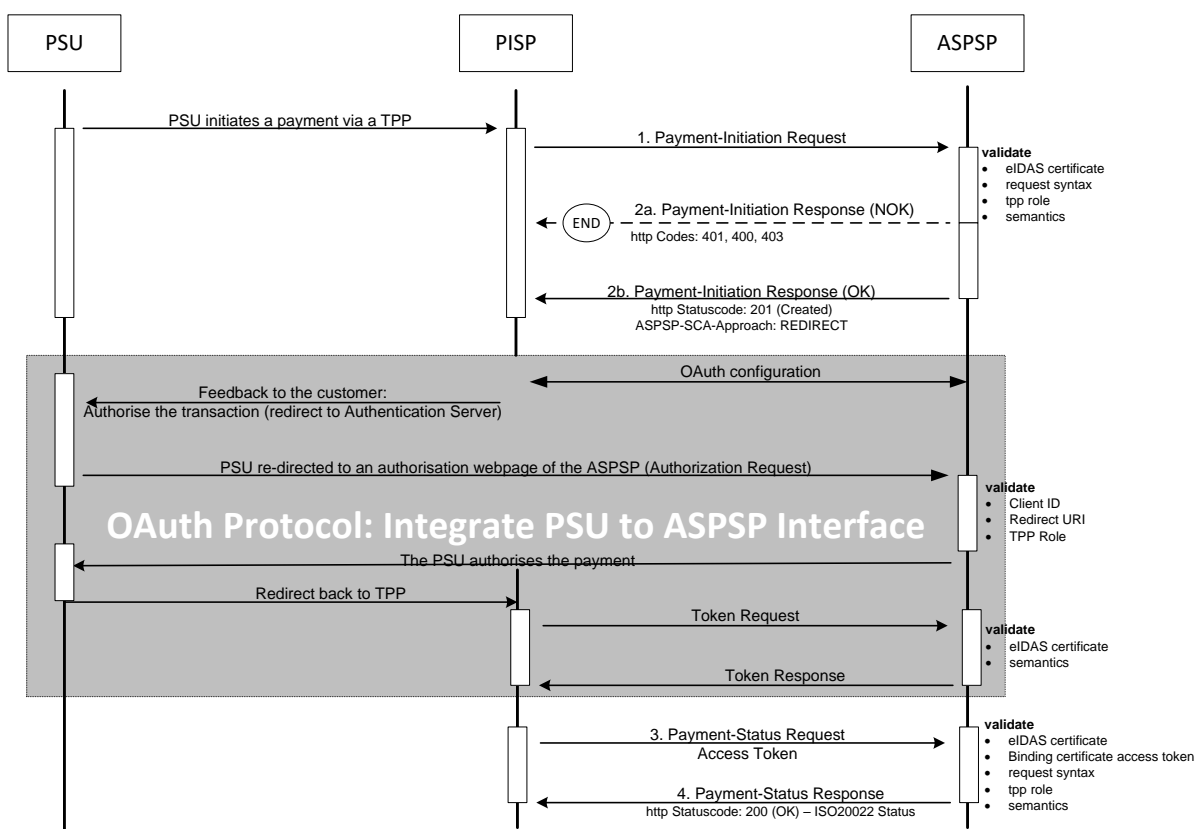 PSU
PISP
ASPSP
PSU initiates a payment via a TPP
1. Payment-Initiation Request
validate
• eIDAS certificate
• request syntax
• tpp role
• semantics
2a. Payment-Initiation Response (NOK)
END
http Codes: 401, 400, 403
2b. Payment-Initiation Response (OK)
http Statuscode: 201 (Created)
ASPSP-SCA-Approach: REDIRECT
OAuth configuration
Feedback to the customer:
Authorise the transaction (redirect to Authentication Server)
PSU re-directed to an authorisation webpage of the ASPSP (Authorization Request)
validate
• Client ID
• Redirect URI
• TPP Role
OAuth Protocol: Integrate PSU to ASPSP Interface
The PSU authorises the payment
Redirect back to TPP
Token Request
validate
• eIDAS certificate
• semantics
Token Response
3. Payment-Status Request
Access Token
validate
• eIDAS certificate
• Binding certificate access token
• request syntax
• tpp role
• semantics
4. Payment-Status Response
http Statuscode: 200 (OK) – ISO20022 Status